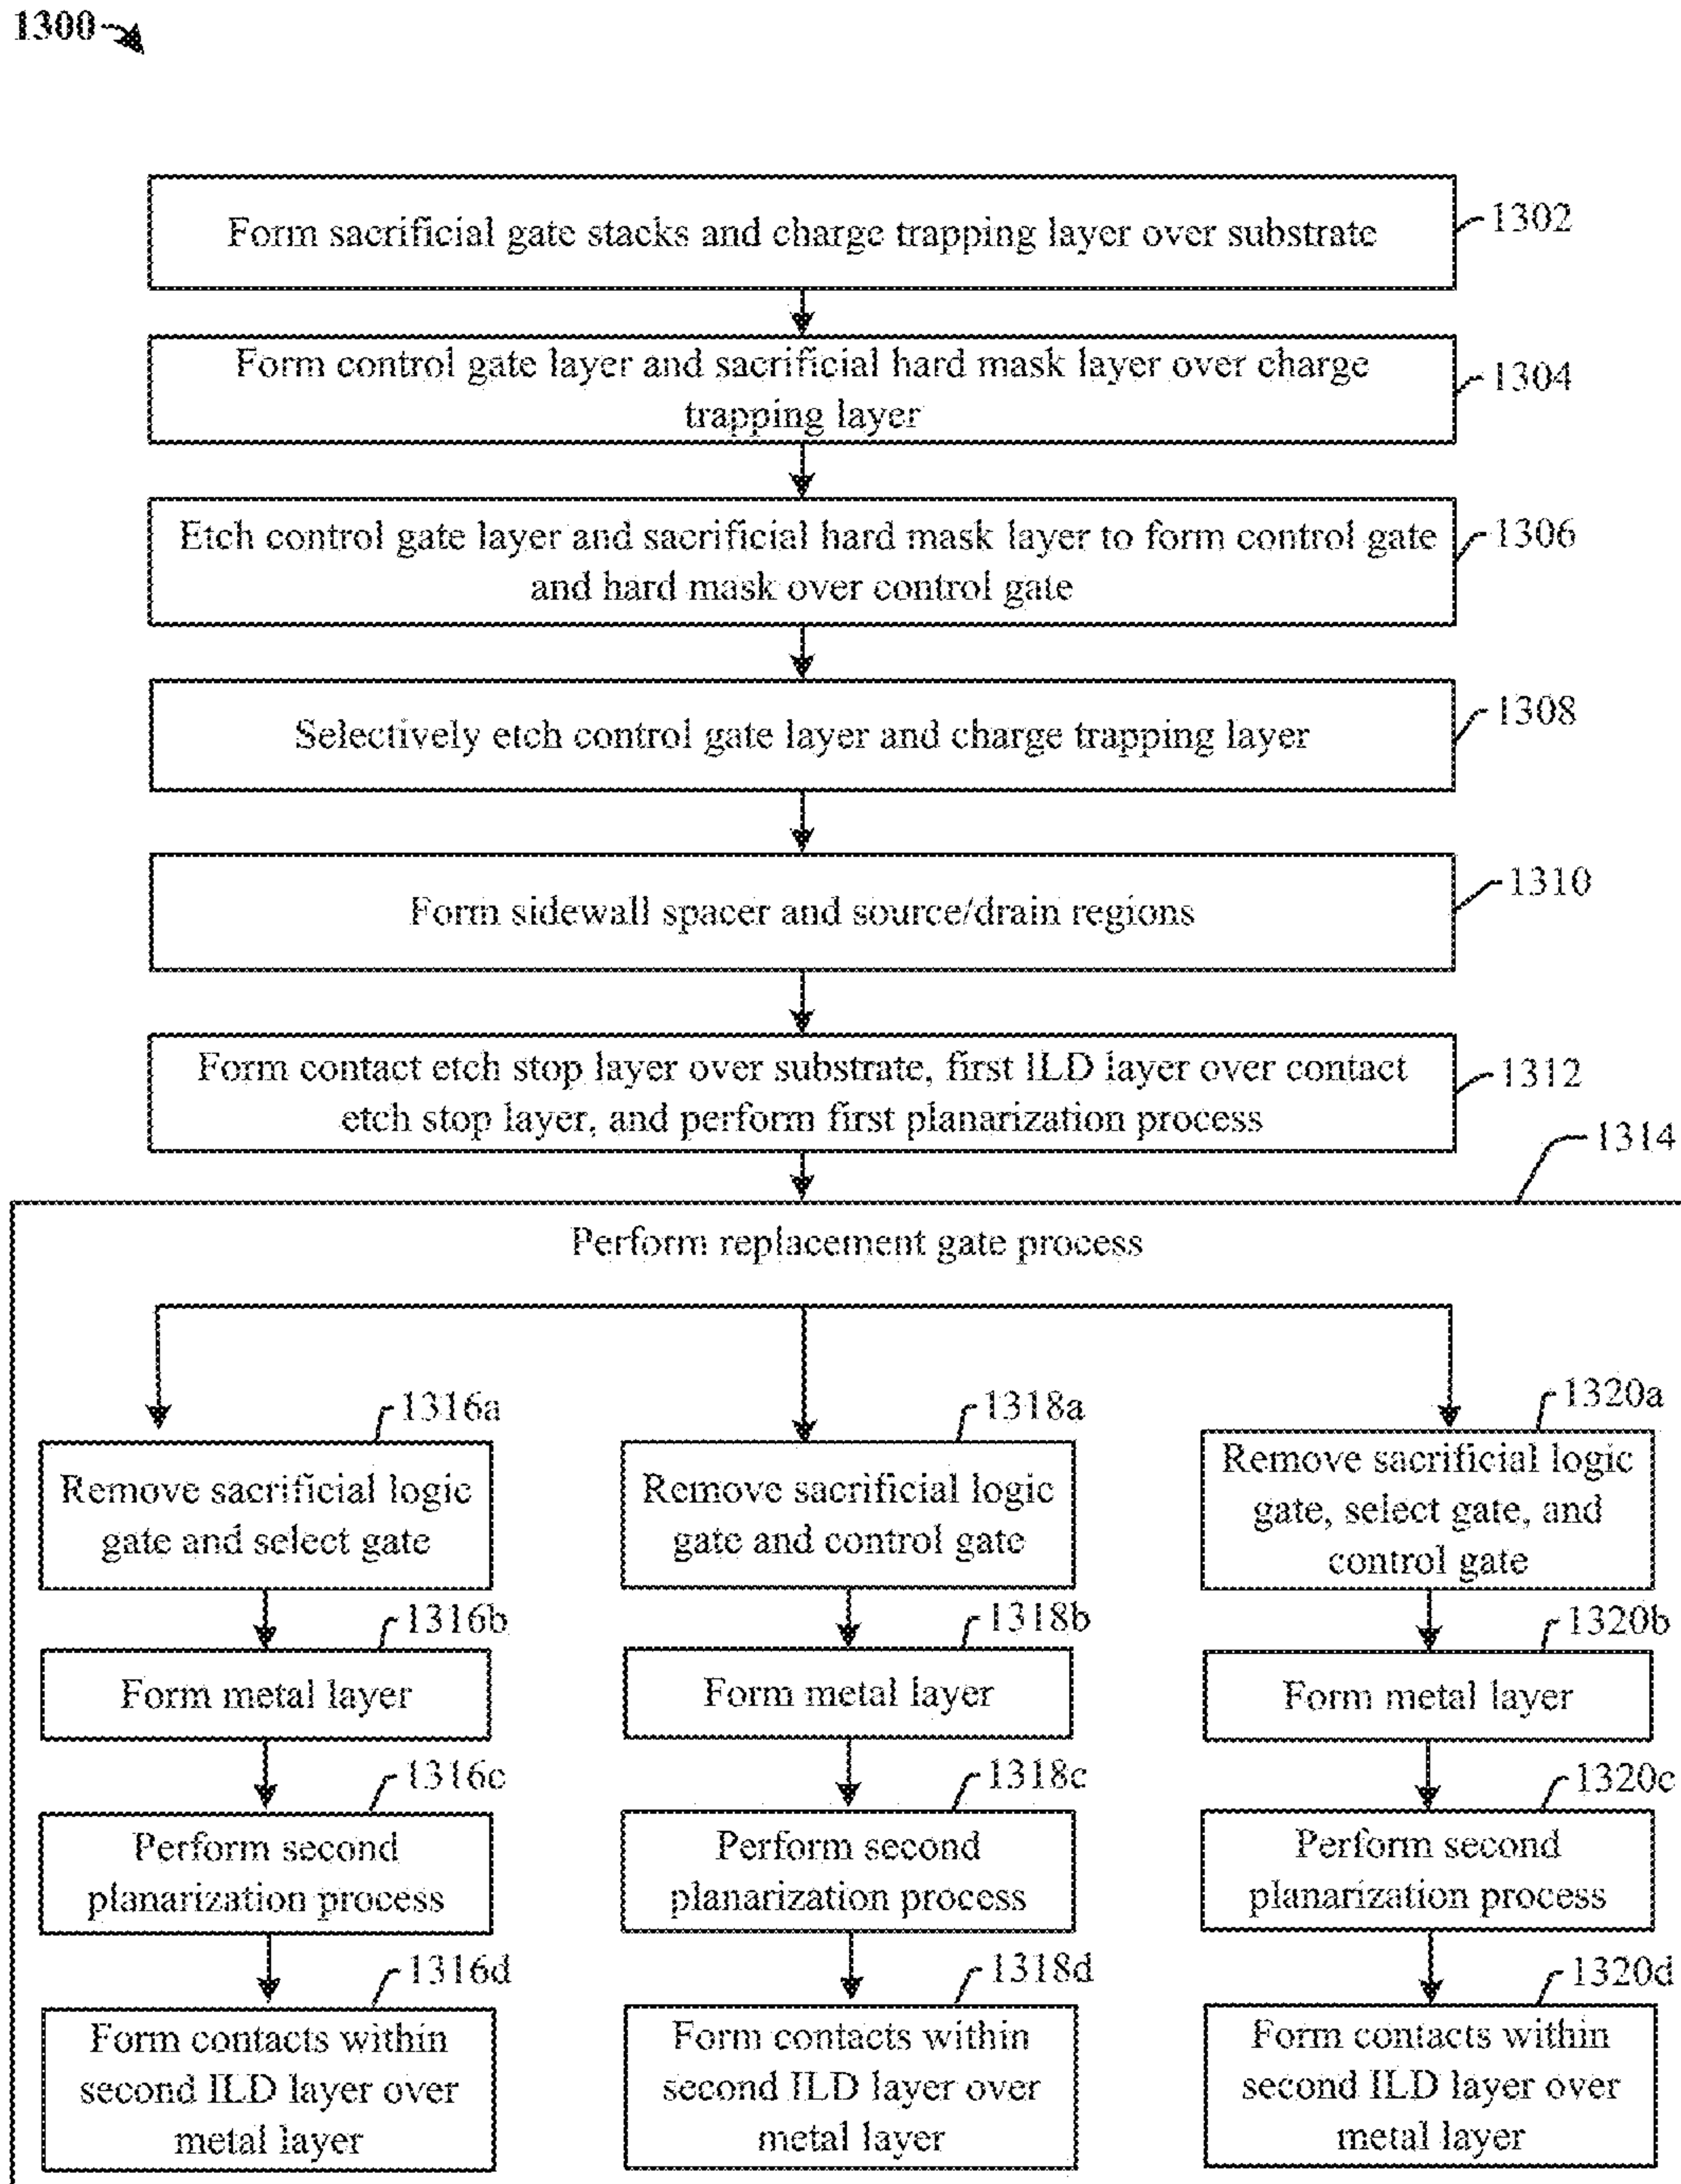 1300
Form sacrificial gate stacks and charge trapping layer over substrate
1302
Form control gate layer and sacrificial hard mask layer over charge
trapping layer
1304
Etch control gate layer and sacrificial hard mask layer to form control gate
and hard mask over control gate
1306
Selectively etch control gate layer and charge trapping layer
1308
Form sidewall spacer and source/drain regions
1310
Form contact etch stop layer over substrate, first ILD layer over contact
etch stop layer, and perform first planarization process
1312
1314
Perform replacement gate process
1316a
Remove sacrificial logic
gate and select gate
1316b
Form metal layer
1316c
Perform second
planarization process
1316d
Form contacts within
second ILD layer over
metal layer
1318a
Remove sacrificial logic
gate and control gate
1318b
Form metal layer
1318c
Perform second
planarization process
1318d
Form contacts within
second ILD layer over
metal layer
1320a
Remove sacrificial logic
gate, select gate, and
control gate
1320b
Form metal layer
1320c
Perform second
planarization process
1320d
Form contacts within
second ILD layer over
metal layer